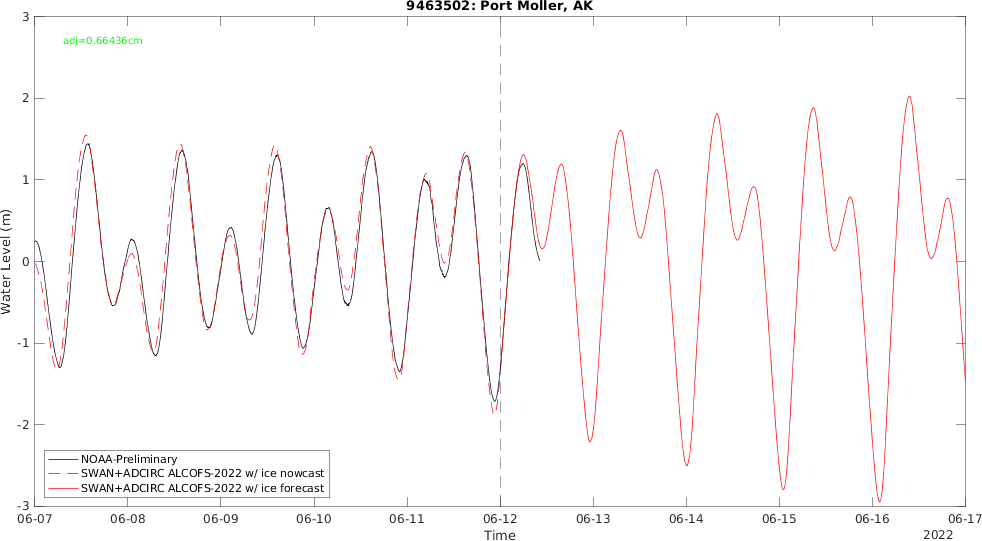 9463502: Port Moller, AK
adj=0.66436cm
3
2
1
0
-1
-2
-3
Water Level (m)
NOAA-Preliminary
SWAN+ADCIRC ALCOFS-2022 w/ ice nowcast
SWAN+ADCIRC ALCOFS-2022 w/ ice forecast
06-07 06-08 06-09 06-10 06-11 06-12 06-13 06-14 06-15 06-16 06-17
Time
2022